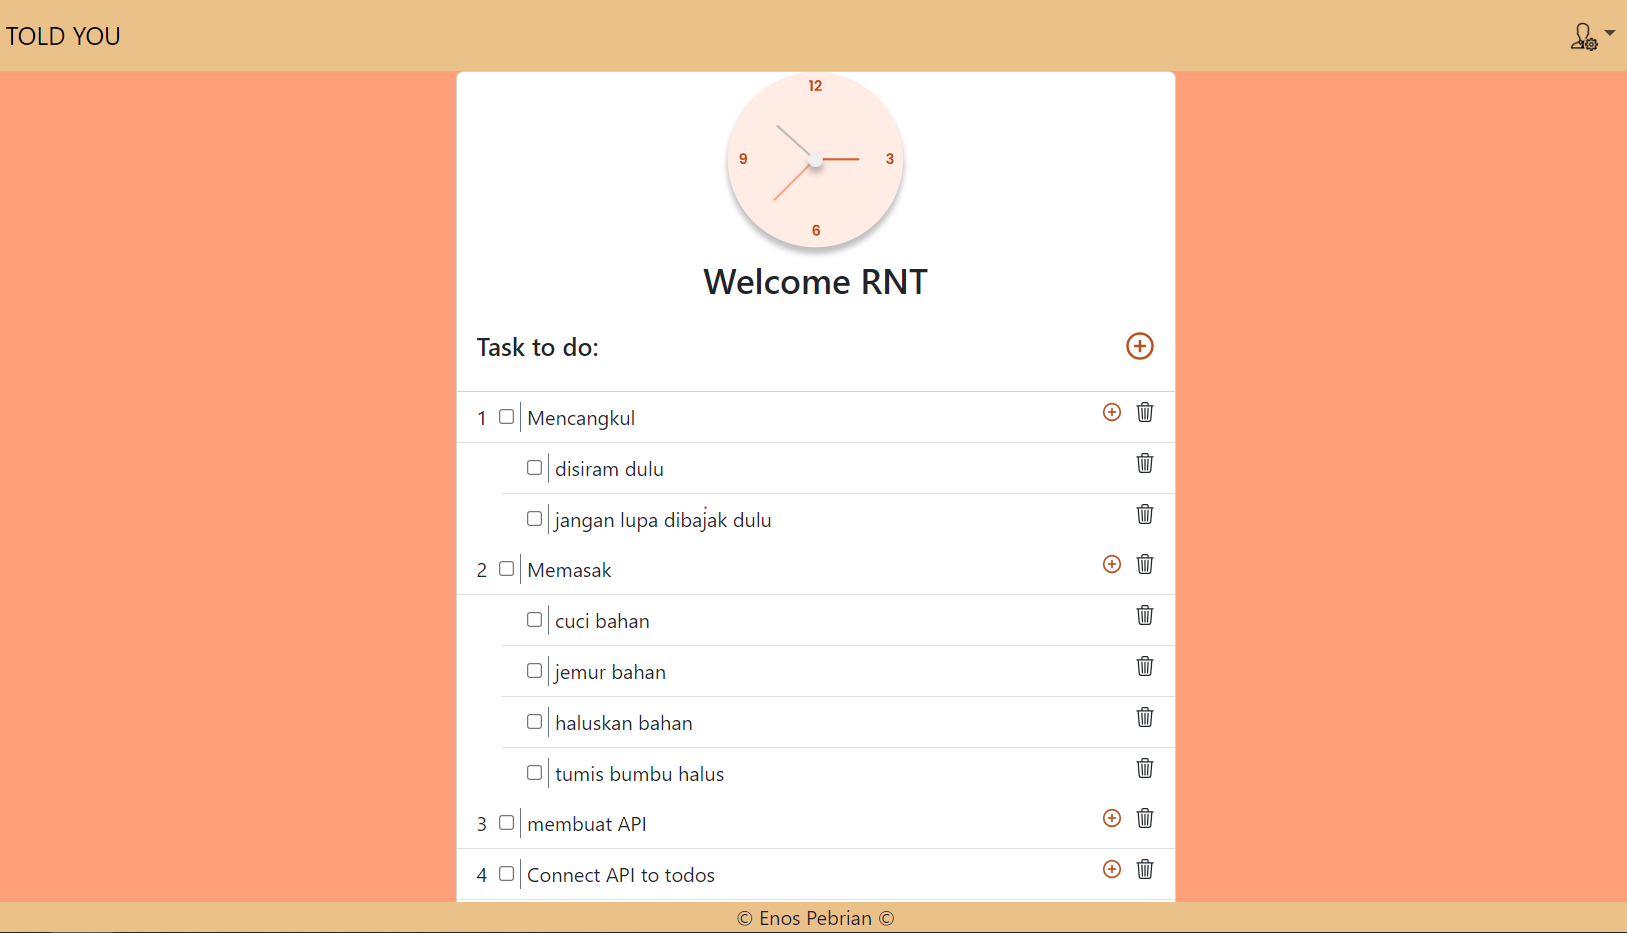 TOLD YOU
12
9
3
6
Welcome RNT
Task to do:
1 Mencangkul
disiram dulu
jangan lupa dibajak dulu
2 Memasak
cuci bahan
jemur bahan
haluskan bahan
tumis bumbu halus
3 membuat API
4 Connect API to todos
© Enos Pebrian ©